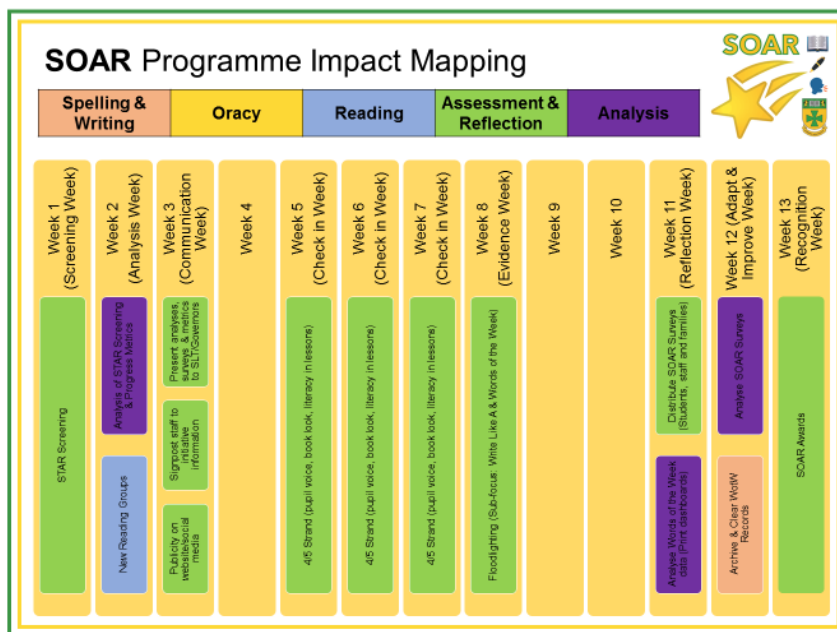 SOAR Programme Impact Mapping
SOAR
Spelling &
Writing
Oracy
Reading
Assessment &
Reflection
Analysis
Week 1
(Screening Week)
STAR Screening
Week 2
(Analysis Week)
Analysis of STAR Screening
& Progress Metrics
New Reading Groups
Week 3
(Communication
Week)
Present analyses,
surveys & metrics
to SLT/Governors
Signpost staff to
initiative
information
Publicity on
website/social
media
Week 4
Week 5
(Check in Week)
4/5 Strand (pupil voice, book look, literacy in lessons)
Week 6
(Check in Week)
4/5 Strand (pupil voice, book look, literacy in lessons)
Week 7
(Check in Week)
4/5 Strand (pupil voice, book look, literacy in lessons)
Week 8
(Evidence Week)
Floodlighting (Sub-focus: Write Like A & Words of the Week)
Week 9
Week 10
Week 11
(Reflection Week)
Distribute SOAR Surveys
(Students, staff and families)
Analyse Words of the Week
data (Print dashboards)
Week 12 (Adapt &
Improve Week)
Analyse SOAR Surveys
Archive & Clear WotW
Records
Week 13
(Recognition
Week)
SOAR Awards